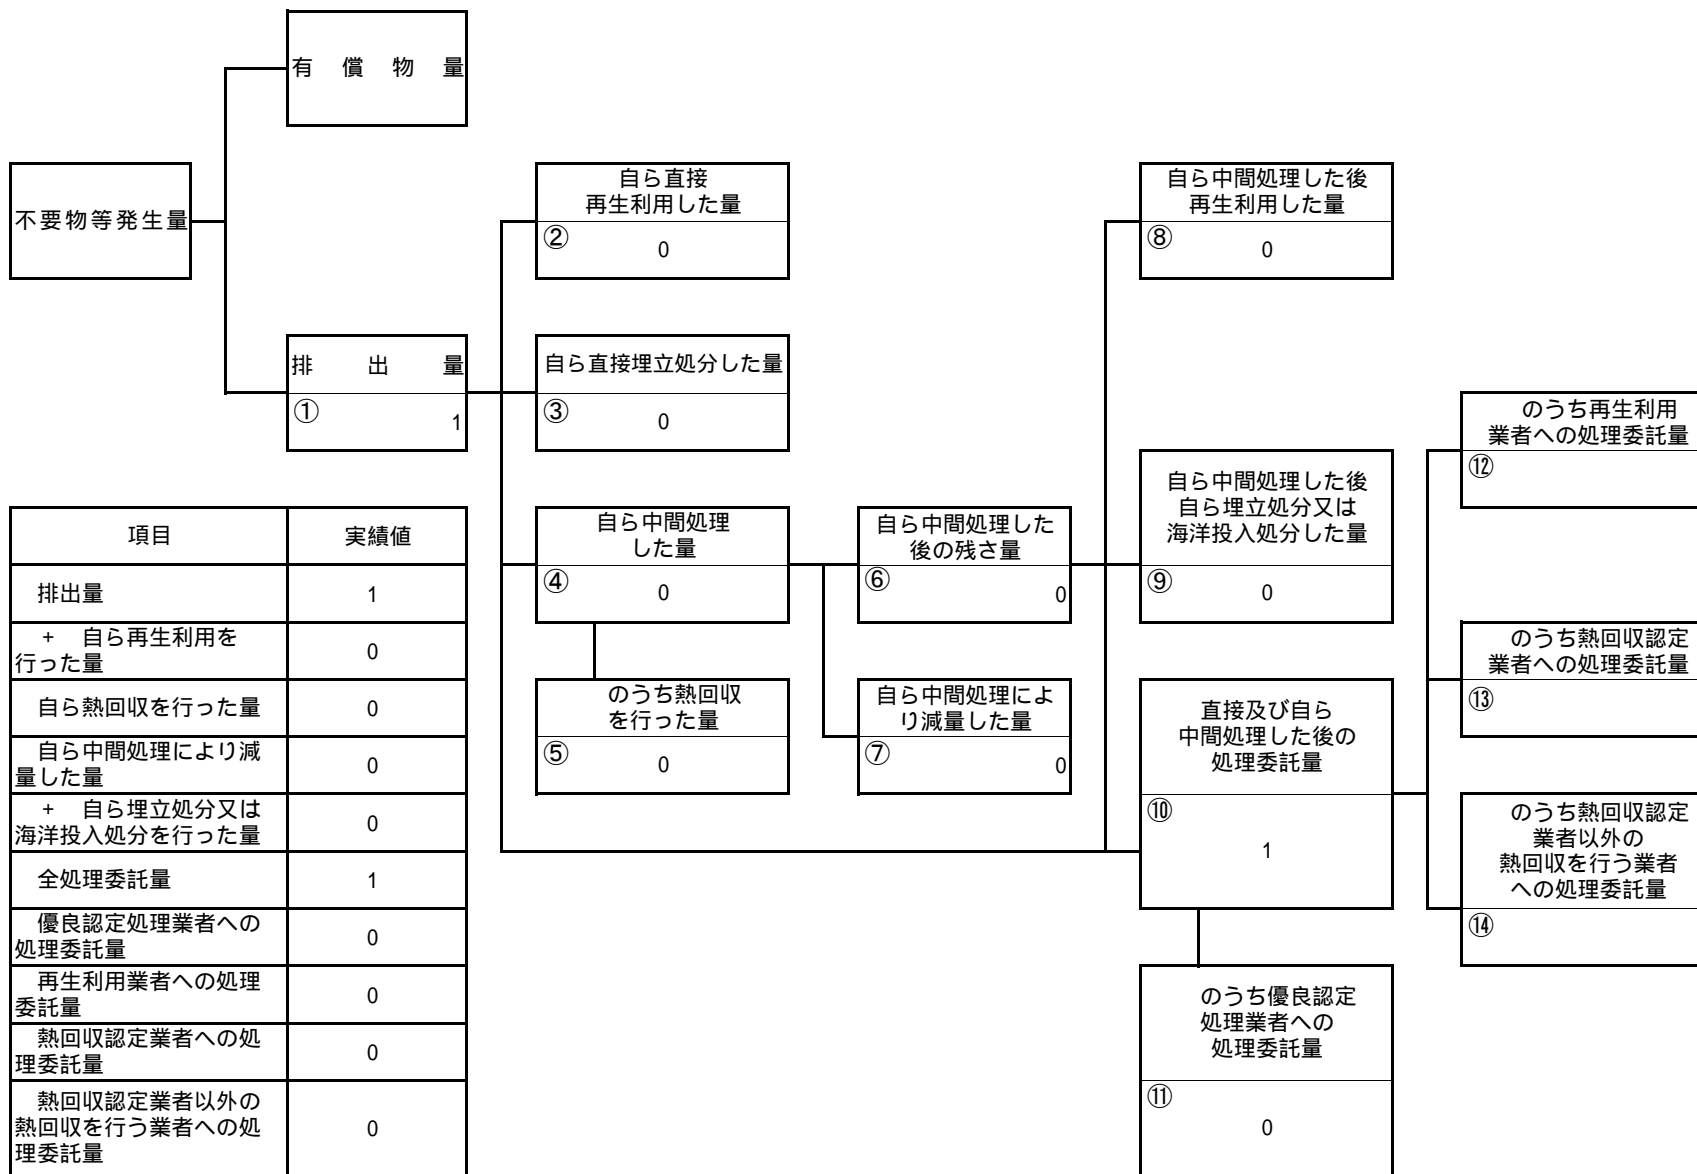 有償物量
不要物等発生量
排出量
①
1
自ら直接
再生利用した量
②
0
自ら直接埋立処分した量
③
0
自ら中間処理
した量
④
0
のうち熱回収
を行った量
⑤
0
自ら中間処理した
後の残さ量
⑥
0
自ら中間処理によ
り減量した量
⑦
0
自ら中間処理した後
再生利用した量
⑧
0
自ら中間処理した後
自ら埋立処分又は
海洋投入処分した量
⑨
0
直接及び自ら
中間処理した後の
処理委託量
⑩
1
のうち優良認定
処理業者への
処理委託量
⑪
0
のうち再生利用
業者への処理委託量
⑫
のうち熱回収認定
業者への処理委託量
⑬
のうち熱回収認定
業者以外の
熱回収を行う業者
への処理委託量
⑭
項目 実績値
排出量 1
+ 自ら再生利用を
行った量 0
自ら熱回収を行った量 0
自ら中間処理により減
量した量 0
+ 自ら埋立処分又は
海洋投入処分を行った量 0
全処理委託量 1
優良認定処理業者への
処理委託量 0
再生利用業者への処理
委託量 0
熱回収認定業者への処
理委託量 0
熱回収認定業者以外の
熱回収を行う業者への処
理委託量 0